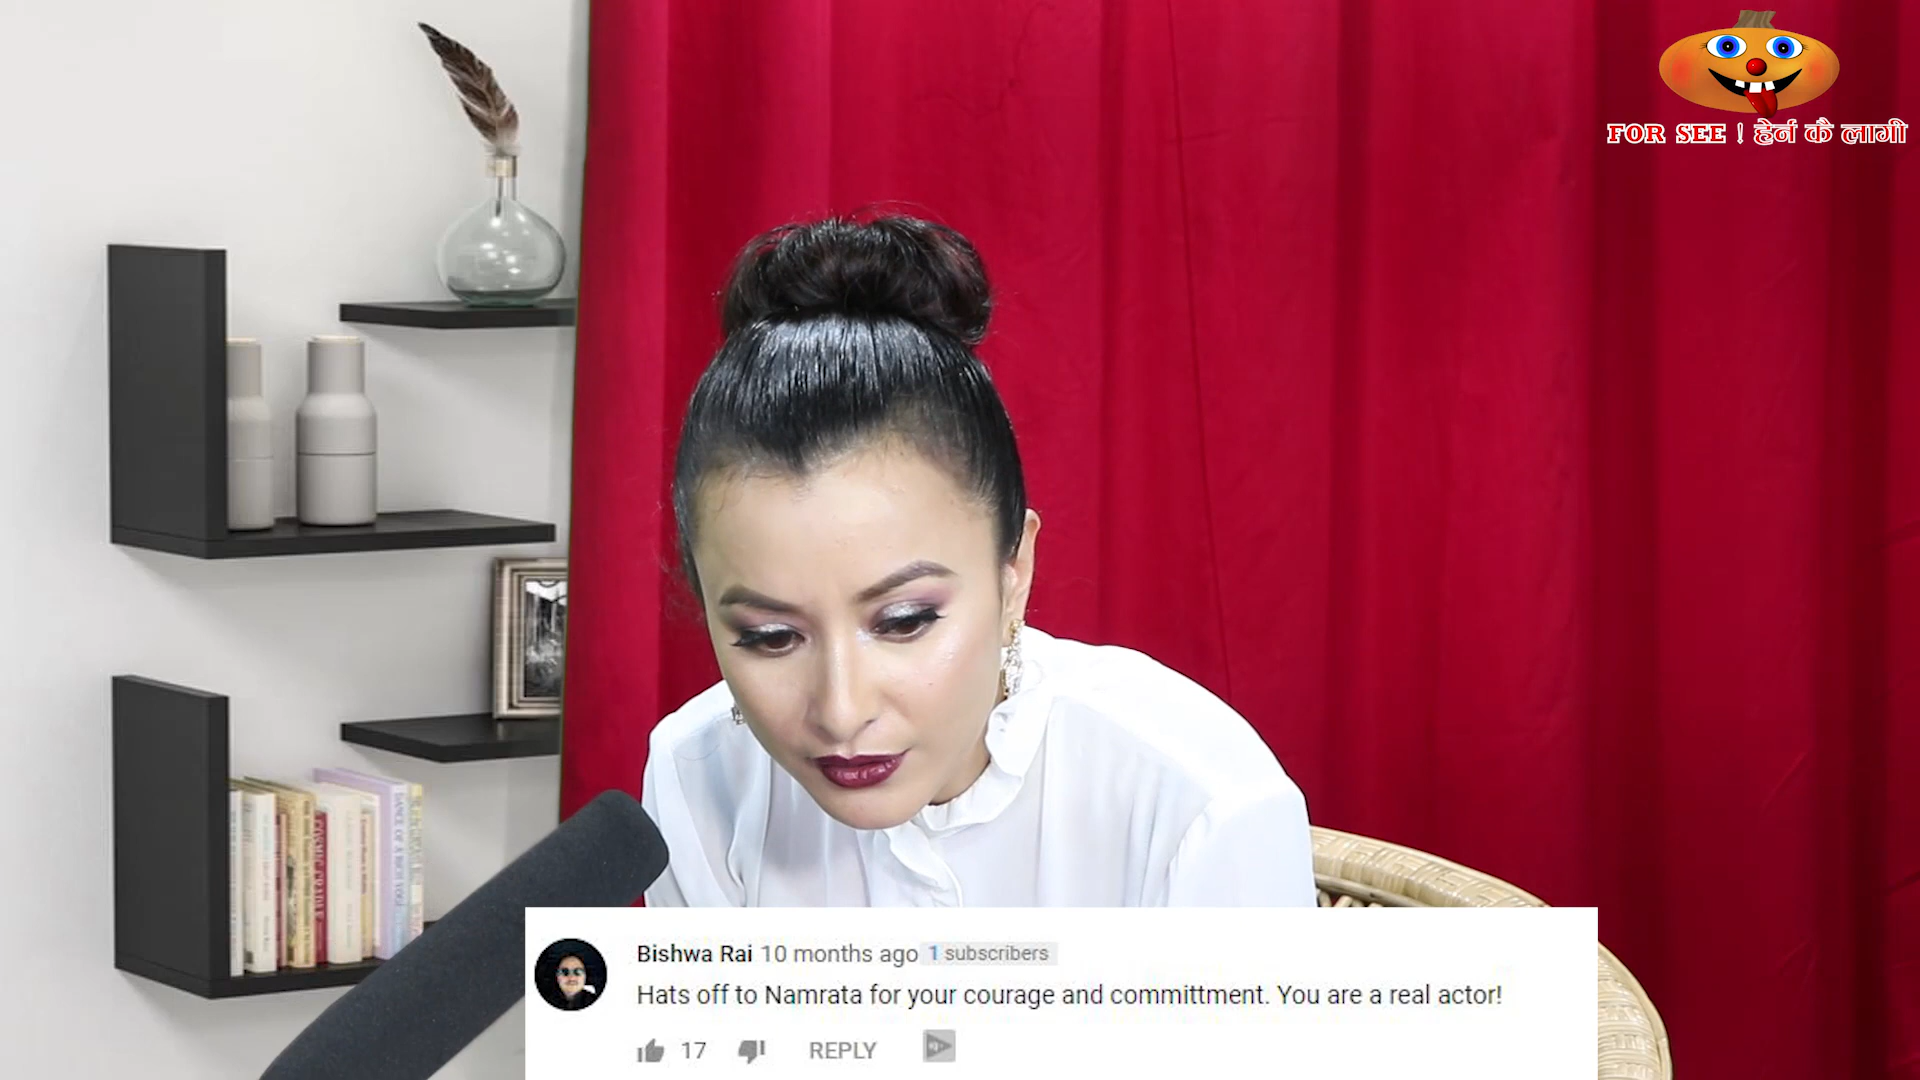 FOR SEE ! हेर्न कै लागी
Bishwa Rai 10 months ago 1 subscribers
Hats off to Namrata for your courage and committment. You are a real actor!
17 REPLY